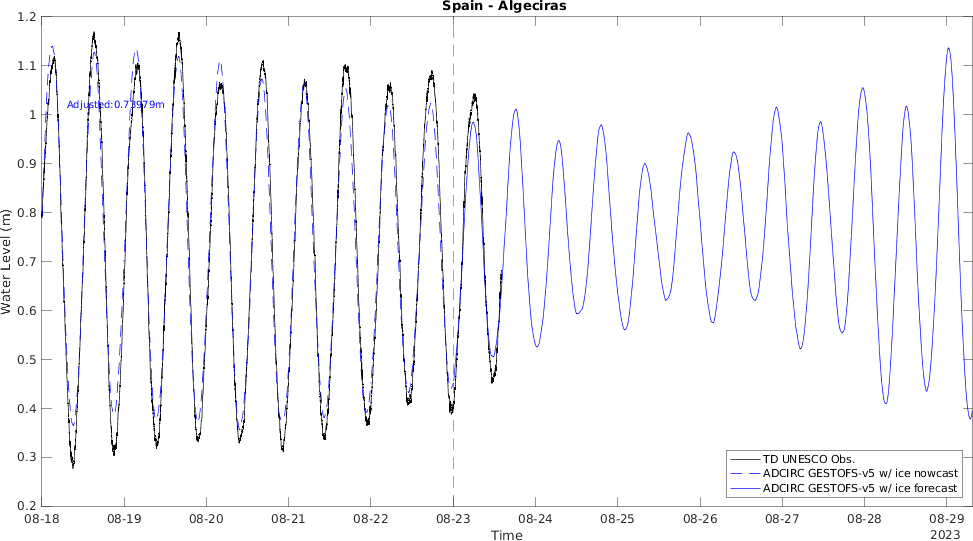 Spain - Algeciras
1.2
1.1
1
0.9
0.8
0.7
0.6
0.5
0.4
0.3
0.2
Water Level (m)
Adjusted:0.73979m
TD UNESCO Obs.
ADCIRC GESTOFS-v5 w/ ice nowcast
ADCIRC GESTOFS-v5 w/ ice forecast
08-18 08-19 08-20 08-21 08-22 08-23 08-24 08-25 08-26 08-27 08-28 08-29
2023
Time